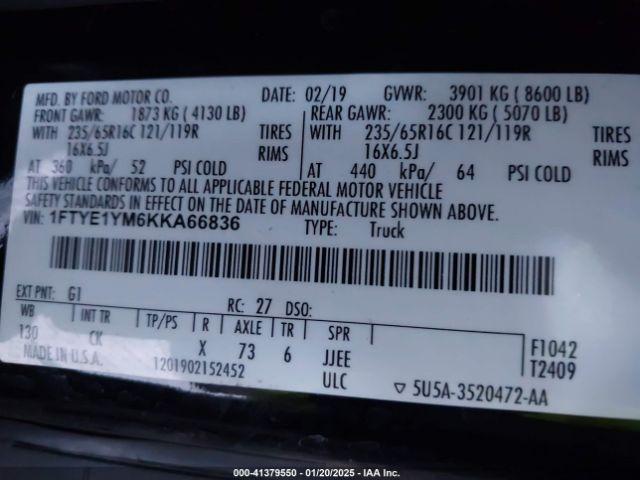 MFD. BY FORD MOTOR CO. DATE: 02/19 GVWR: 3901 KG ( 8600 LB)
FRONT GAWR: 1873 KG ( 4130 LB) REAR GAWR: 2300 KG ( 5070 LB)
WITH 235/65R16C 121/119R TIRES WITH 235/65R16C 121/119R TIRES
16X6.5J RIMS 16X6.5J RIMS
AT 360 kPa/ 52 PSI COLD AT 440 kPa/ 64 PSI COLD
THIS VEHICLE CONFORMS TO ALL APPLICABLE FEDERAL MOTOR VEHICLE
SAFETY STANDARDS IN EFFECT ON THE DATE OF MANUFACTURE SHOWN ABOVE.
VIN: 1FTYE1YM6KKA66836 TYPE: Truck
EXT PNT: G1 RC: 27 DSO:
WB INT TR TP/PS R AXLE TR SPR
130 CK X 73 6 JJEE F1042
MADE IN U.S.A. 1201902152452 ULC T2409
▽ 5U5A-3520472-AA
000-41379550 | 01/20/2025 - IAA Inc.